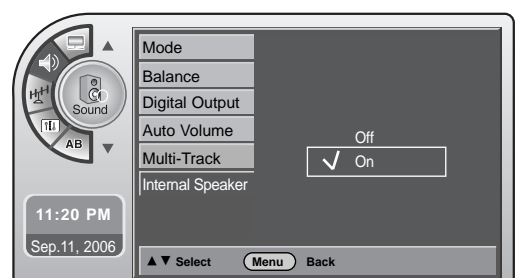 Sound
AB
11:20 PM
Sep.11, 2006
Mode
Balance
Digital Output
Auto Volume
Multi-Track
Internal Speaker
Off
On
▲▼ Select Menu Back